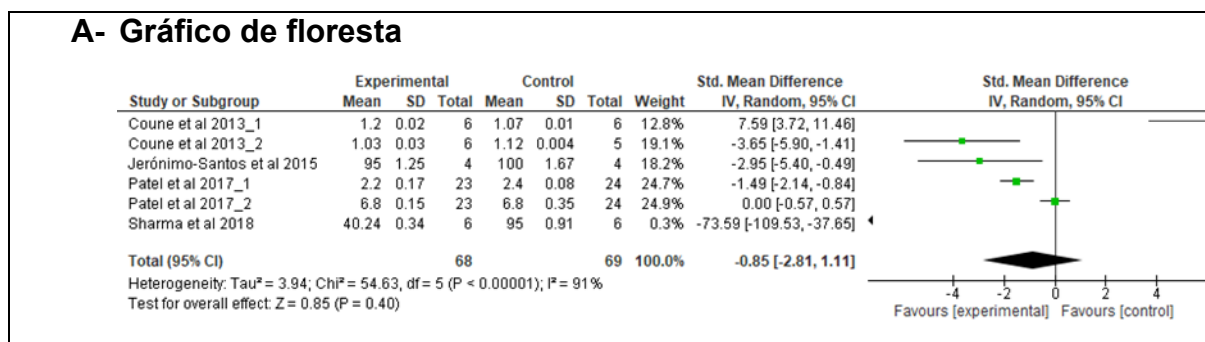 A- Gráfico de floresta
Experimental Control Std. Mean Difference Std. Mean Difference
Study or Subgroup Mean SD Total Mean SD Total Weight IV, Random, 95% CI IV, Random, 95% CI
Coune et al 2013_1 1.2 0.02 6 1.07 0.01 6 12.8% 7.59 [3.72, 11.46]
Coune et al 2013_2 1.03 0.03 6 1.12 0.004 5 19.1% -3.65 [-5.90, -1.41]
Jerónimo-Santos et al 2015 95 1.25 4 100 1.67 4 18.2% -2.95 [-5.40, -0.49]
Patel et al 2017_1 2.2 0.17 23 2.4 0.08 24 24.7% -1.49 [-2.14, -0.84]
Patel et al 2017_2 6.8 0.15 23 6.8 0.35 24 24.9% 0.00 [-0.57, 0.57]
Sharma et al 2018 40.24 0.34 6 95 0.91 6 0.3% -73.59 [-109.53, -37.65]
Total (95% CI) 68 69 100.0% -0.85 [-2.81, 1.11]
Heterogeneity: Tau² = 3.94; Chi² = 54.63, df = 5 (P < 0.00001); I² = 91%
Test for overall effect: Z = 0.85 (P = 0.40)
-4 -2 0 2 4
Favours [experimental] Favours [control]